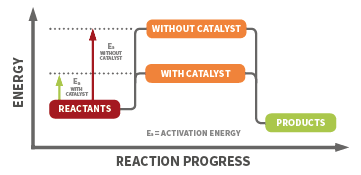 WITHOUT CATALYST
Eₐ
WITHOUT
CATALYST
WITH CATALYST
Eₐ
WITH
CATALYST
REACTANTS
PRODUCTS
Eₐ = ACTIVATION ENERGY
ENERGY
REACTION PROGRESS